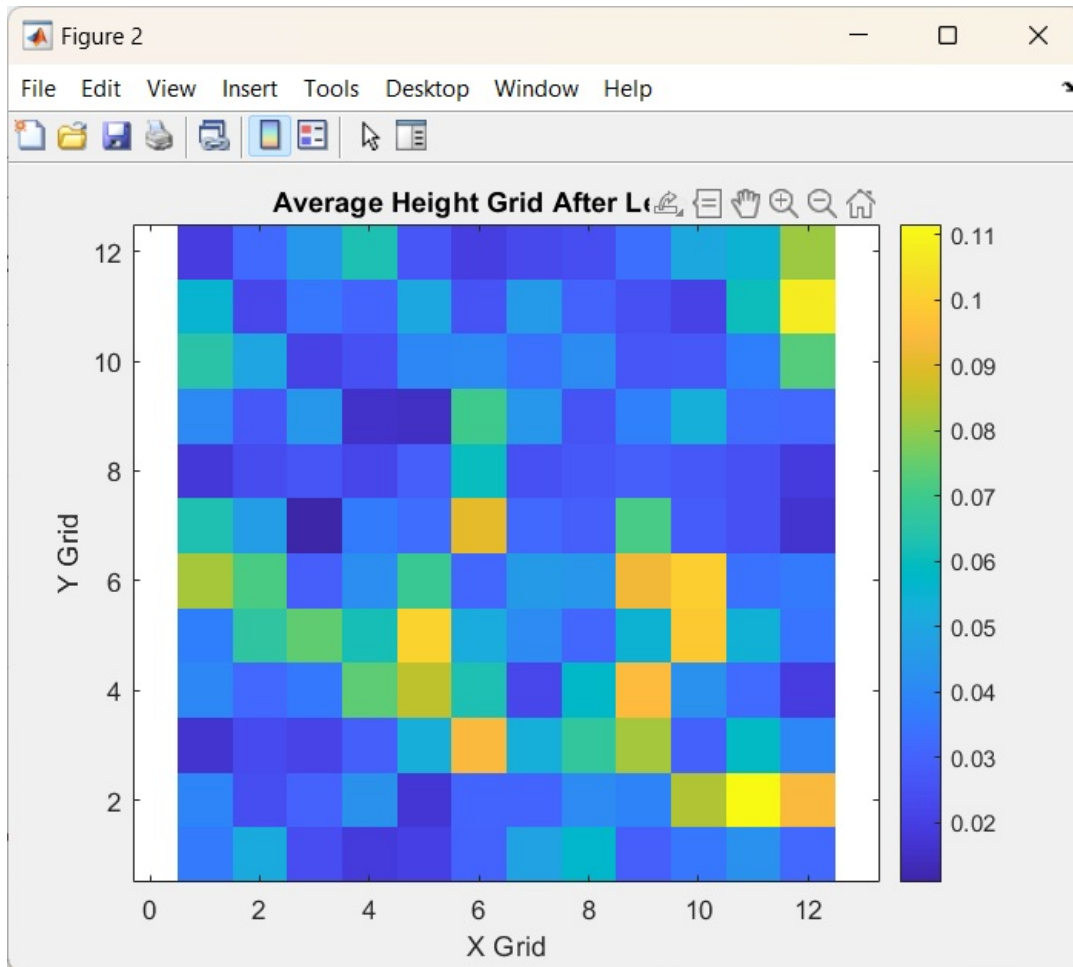 Figure 2
File Edit View Insert Tools Desktop Window Help
Average Height Grid After
12
10
8
6
4
2
Y Grid
0 2 4 6 8 10 12
X Grid
0.11
0.1
0.09
0.08
0.07
0.06
0.05
0.04
0.03
0.02